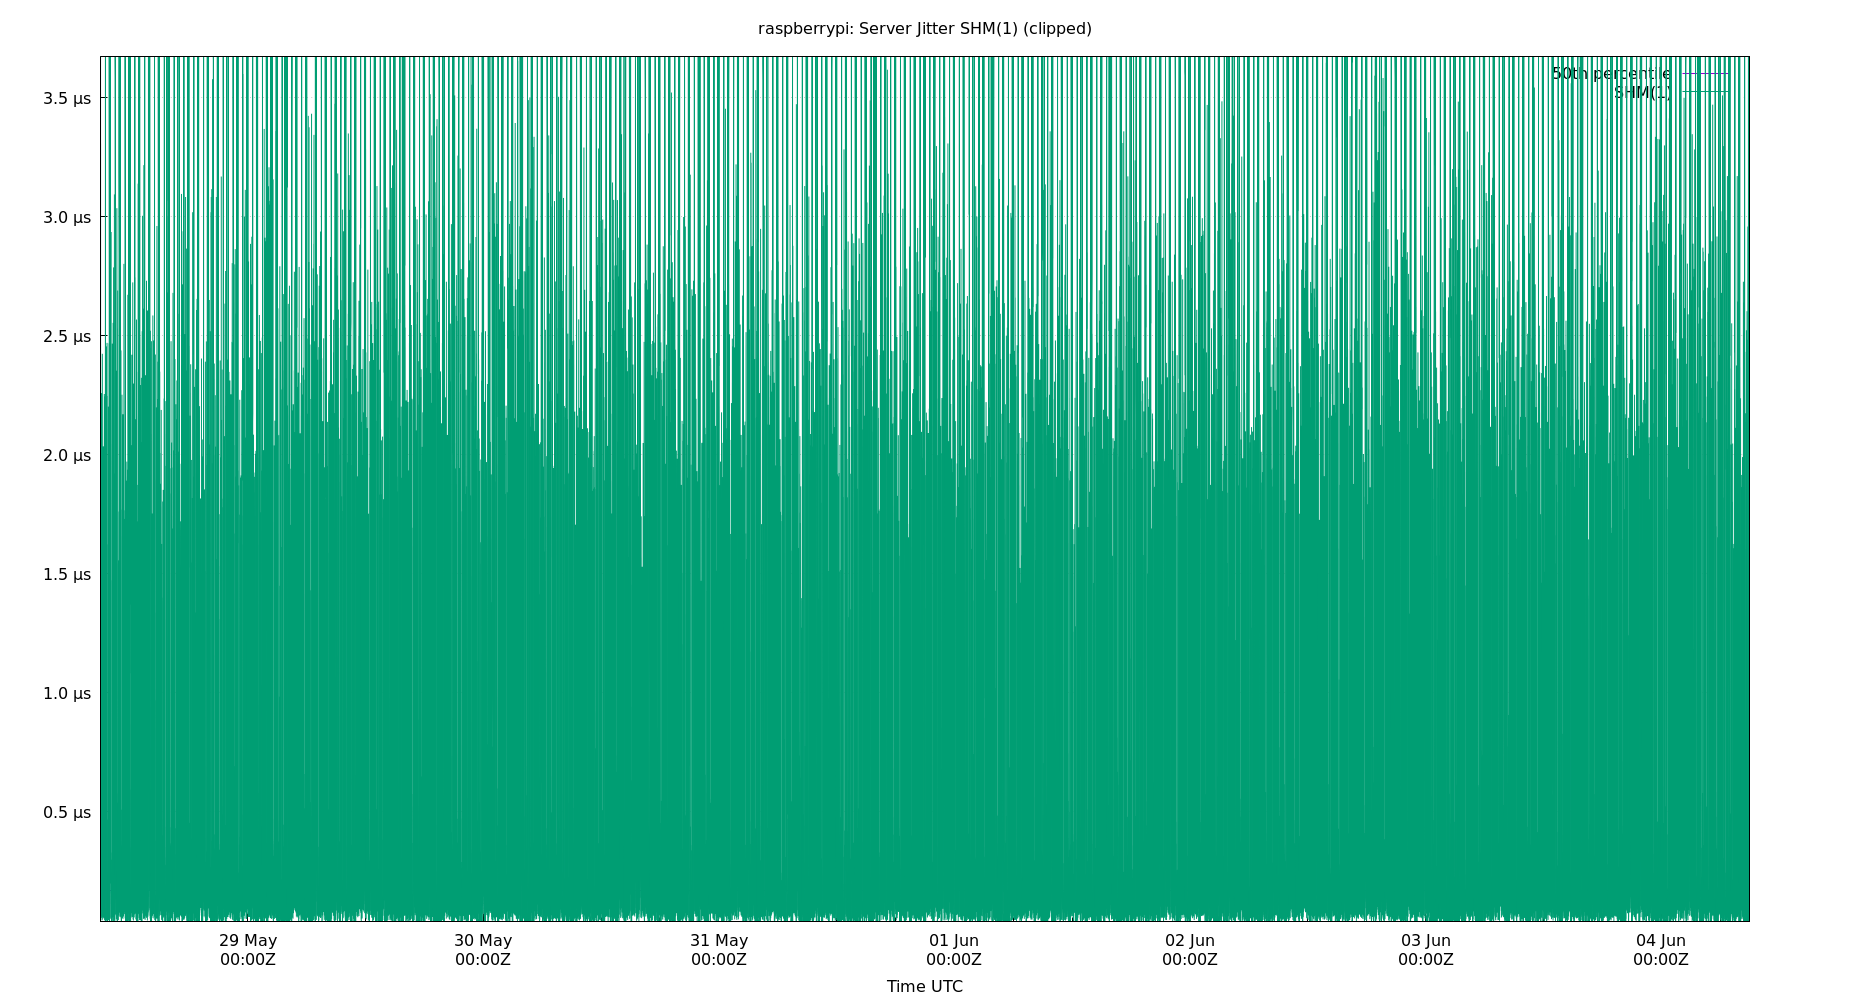 raspberrypi: Server Jitter SHM(1) (clipped)
50th percentile
SHM(1)
3.5 µs
3.0 µs
2.5 µs
2.0 µs
1.5 µs
1.0 µs
0.5 µs
29 May 30 May 31 May 01 Jun 02 Jun 03 Jun 04 Jun
00:00Z 00:00Z 00:00Z 00:00Z 00:00Z 00:00Z 00:00Z
Time UTC